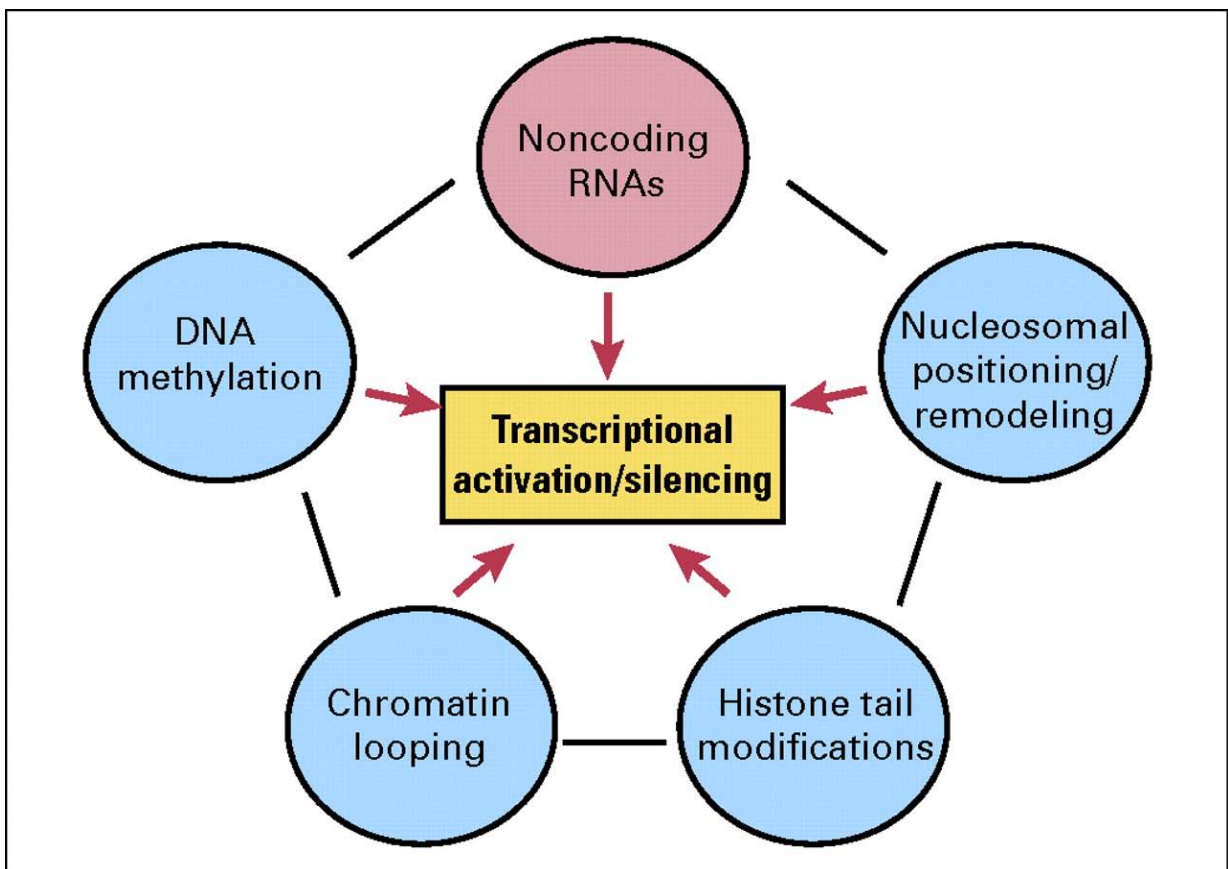 Noncoding
RNAs
DNA
methylation
Nucleosomal
positioning/
remodeling
Transcriptional
activation/silencing
Chromatin
looping
Histone tail
modifications